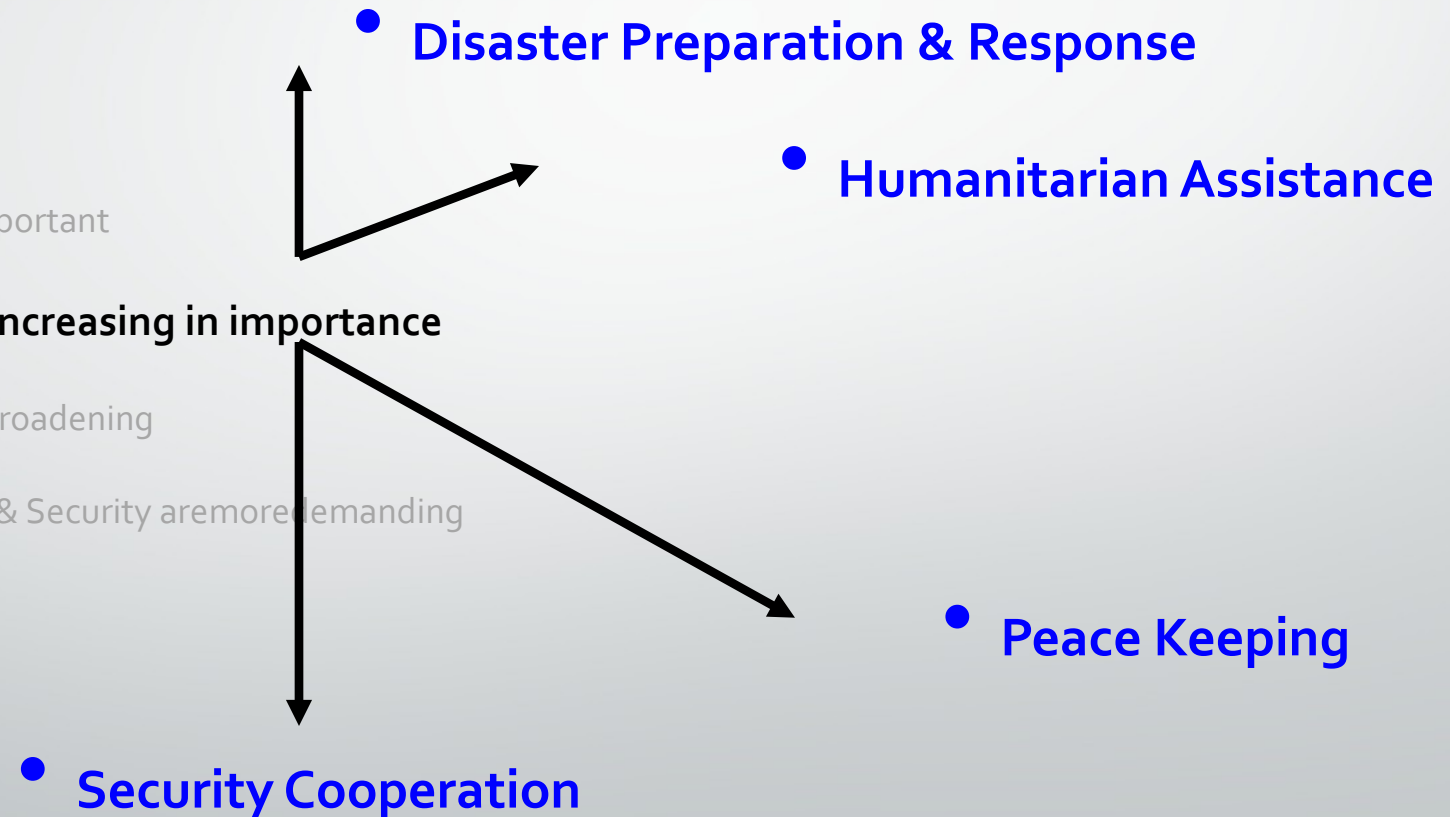 • Disaster Preparation & Response
• Humanitarian Assistance
portant
ncreasing in importance
roadening
& Security aremoredemanding
• Peace Keeping
• Security Cooperation